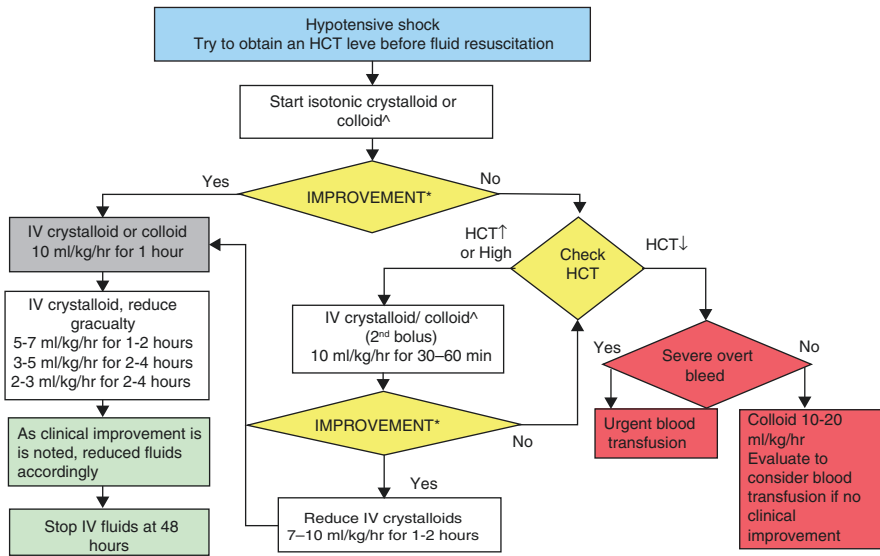 Hypotensive shock
Try to obtain an HCT leve before fluid resuscitation
Start isotonic crystalloid or
colloid^
Yes
IMPROVEMENT*
No
IV crystalloid or colloid
10 ml/kg/hr for 1 hour
HCT↑
or High
Check
HCT
HCT↓
IV crystalloid, reduce
gracualty
5-7 ml/kg/hr for 1-2 hours
3-5 ml/kg/hr for 2-4 hours
2-3 ml/kg/hr for 2-4 hours
IV crystalloid/ colloid^
(2nd bolus)
10 ml/kg/hr for 30–60 min
Yes
Severe overt
bleed
No
As clinical improvement is
is noted, reduced fluids
accordingly
IMPROVEMENT*
No
Urgent blood
transfusion
Colloid 10-20
ml/kg/hr
Evaluate to
consider blood
transfusion if no
clinical
improvement
Yes
Stop IV fluids at 48
hours
Reduce IV crystalloids
7–10 ml/kg/hr for 1-2 hours